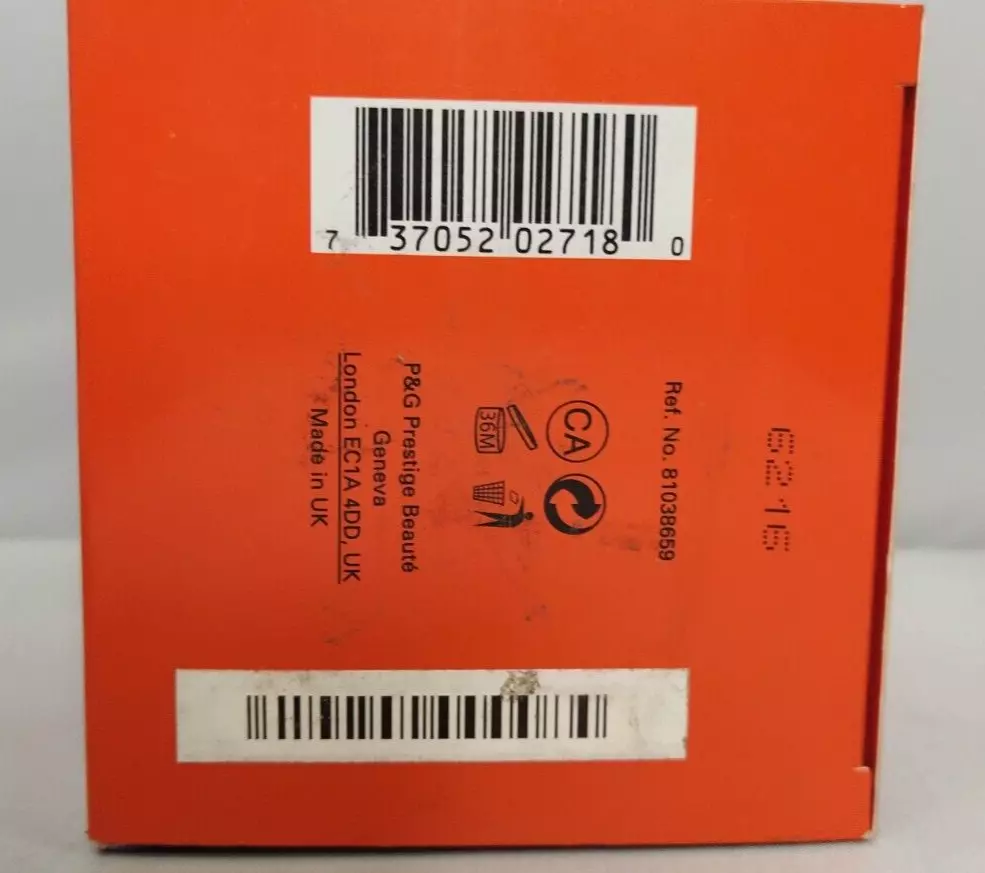 7 37052 02718 0
6216
Ref. No. 81038659
CA
36M
P&G Prestige Beauté
Geneva
London EC1A 4DD, UK
Made in UK